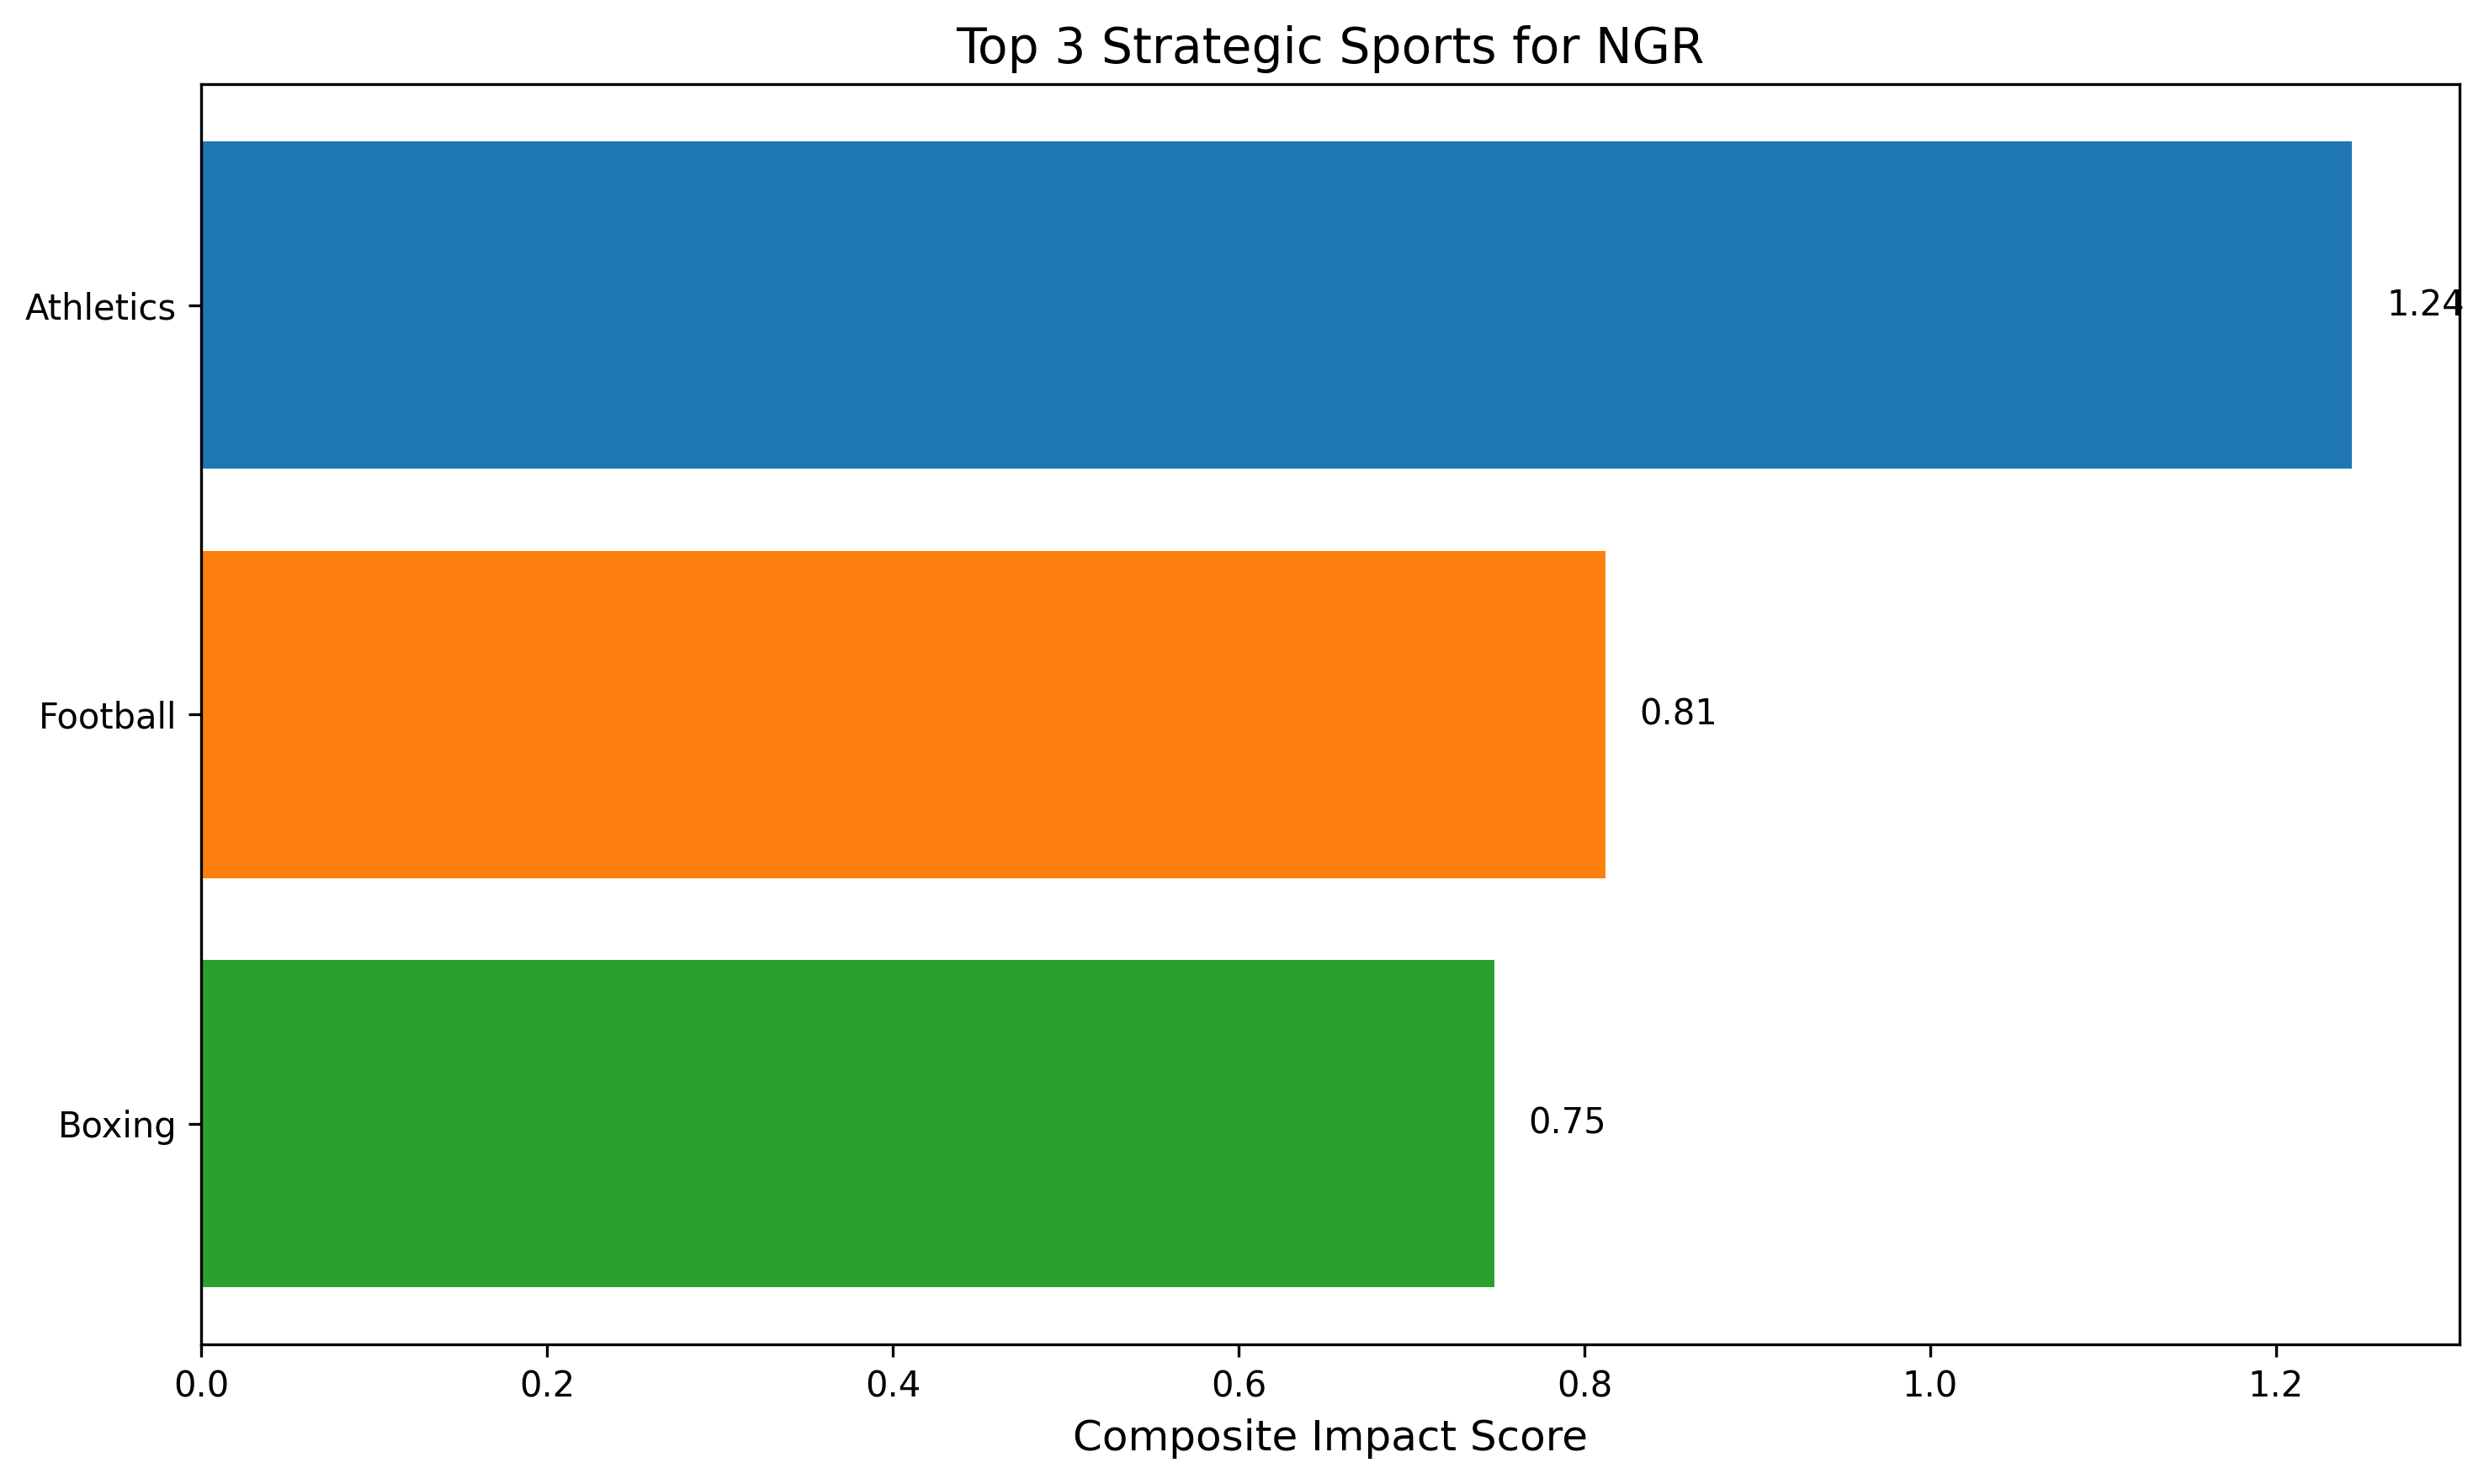 Top 3 Strategic Sports for NGR
Athletics
1.24
Football
0.81
Boxing
0.75
0.0 0.2 0.4 0.6 0.8 1.0 1.2
Composite Impact Score